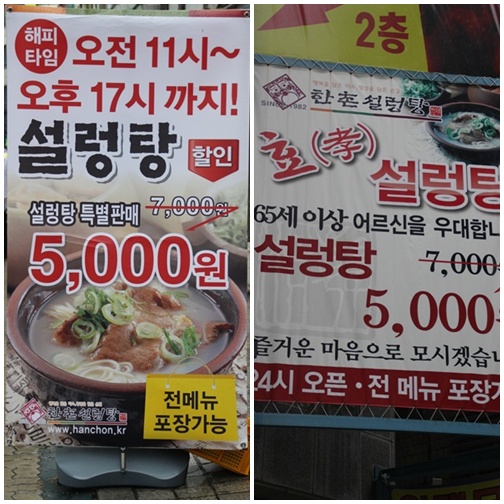 해피
타임
오전 11시~
오후 17시 까지!
설렁탕
할인
설렁탕 특별판매 7,000원
5,000원
전메뉴
포장가능
한촌설렁탕
www.hanchon.kr
2층
한촌설렁탕
SINCE 1982
효(孝)
설렁탕
65세 이상 어르신을 우대합니
설렁탕 7,000
5,000
즐거운 마음으로 모시겠습
24시 오픈 · 전 메뉴 포장가